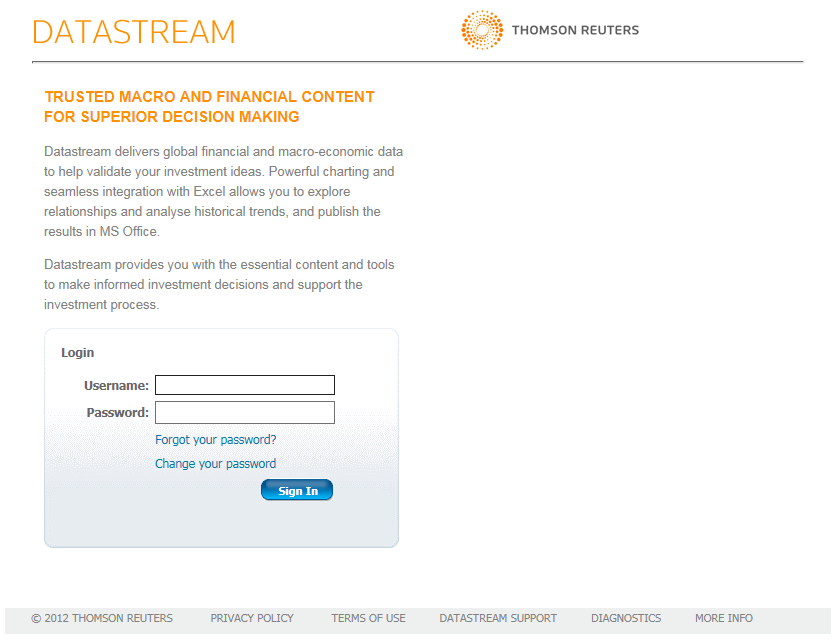 DATASTREAM
THOMSON REUTERS
TRUSTED MACRO AND FINANCIAL CONTENT
FOR SUPERIOR DECISION MAKING
Datastream delivers global financial and macro-economic data
to help validate your investment ideas. Powerful charting and
seamless integration with Excel allows you to explore
relationships and analyse historical trends, and publish the
results in MS Office.
Datastream provides you with the essential content and tools
to make informed investment decisions and support the
investment process.
Login
Username:
Password:
Forgot your password?
Change your password
Sign In
© 2012 THOMSON REUTERS PRIVACY POLICY TERMS OF USE DATASTREAM SUPPORT DIAGNOSTICS MORE INFO